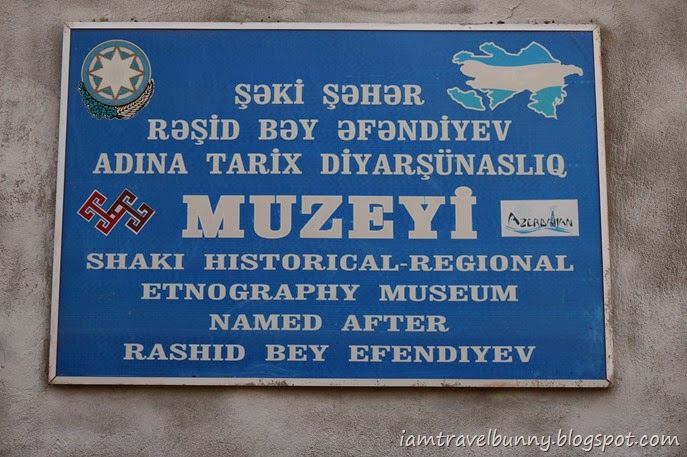 ŞƏKİ ŞƏHƏR
RƏŞİD BƏY ƏFƏNDİYEV
ADINA TARİX DİYARŞÜNASLIQ
MUZEYİ
AZERBAIJAN
SHAKI HISTORICAL-REGIONAL
ETNOGRAPHY MUSEUM
NAMED AFTER
RASHID BEY EFENDIYEV
iamtravelbunny.blogspot.com